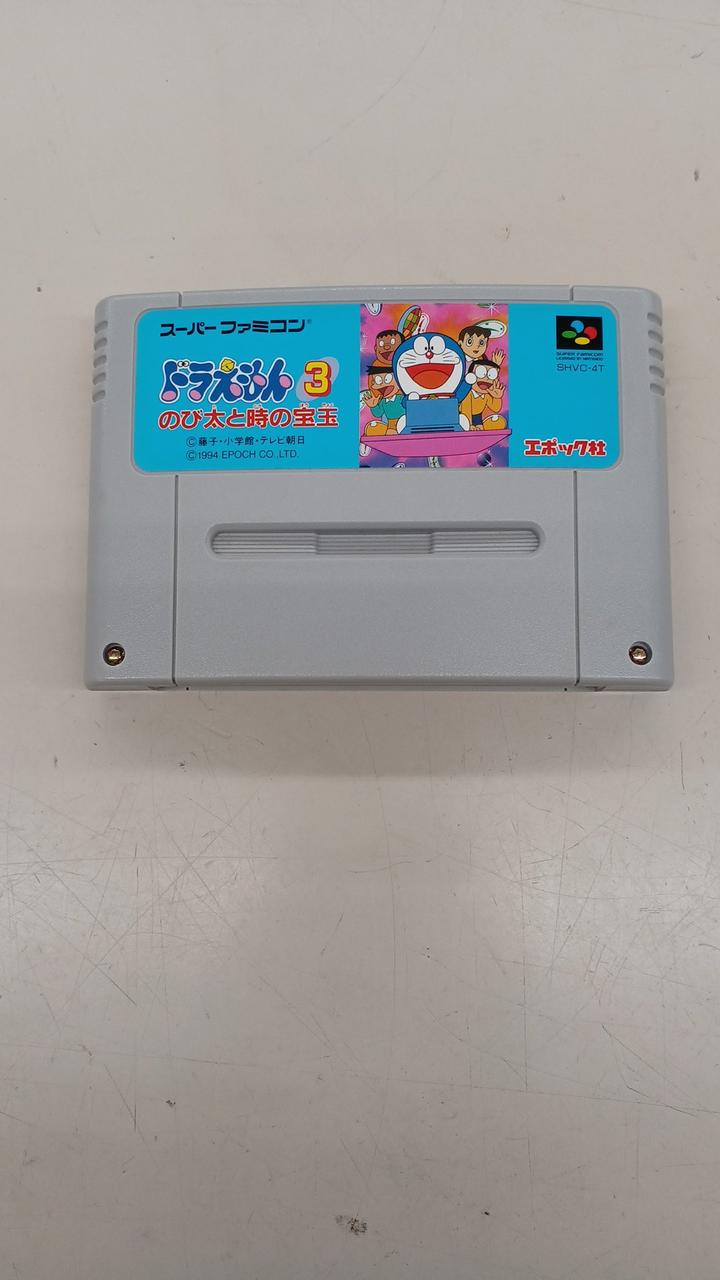 スーパーファミコン®
ドラえもん3
のび太と時の宝玉
©藤子・小学館・テレビ朝日
©1994 EPOCH CO.,LTD.
SUPER FAMICOM
LICENSED BY NINTENDO
SHVC-4T
エポック社